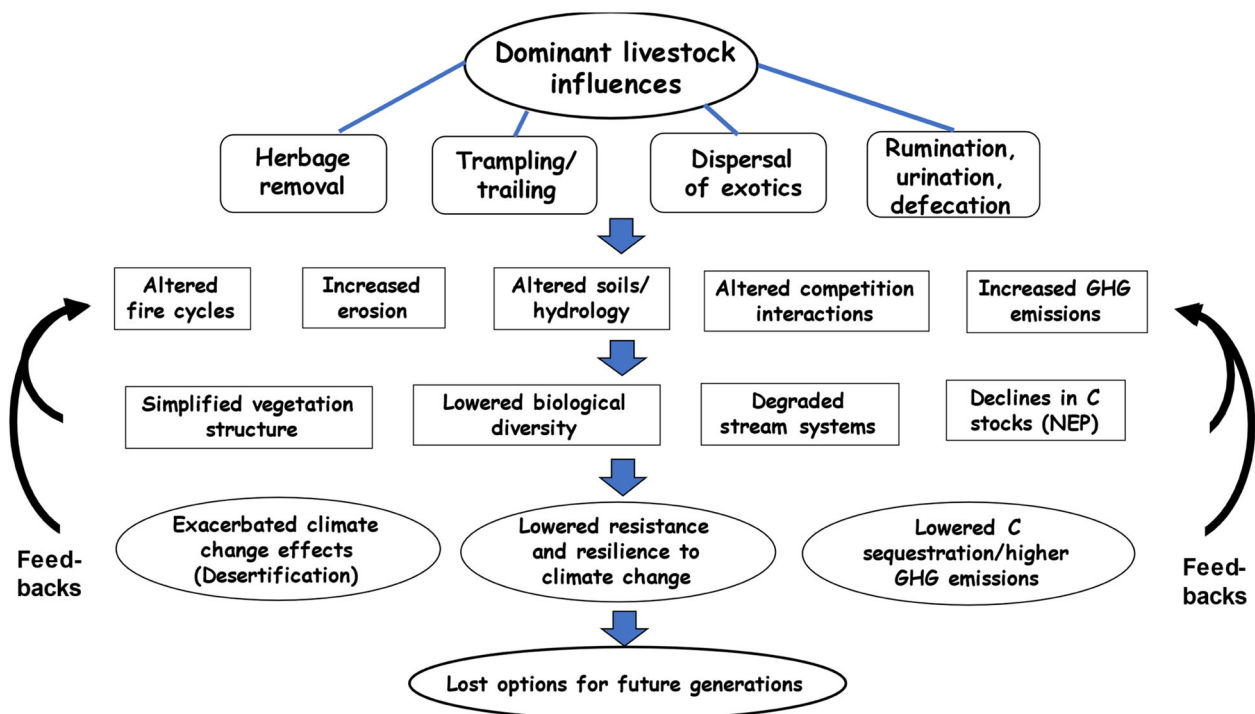 Dominant livestock
influences
Herbage
removal
Trampling/
trailing
Dispersal
of exotics
Rumination,
urination,
defecation
Altered
fire cycles
Increased
erosion
Altered soils/
hydrology
Altered competition
interactions
Increased GHG
emissions
Simplified vegetation
structure
Lowered biological
diversity
Degraded
stream systems
Declines in C
stocks (NEP)
Feed-
backs
Exacerbated climate
change effects
(Desertification)
Lowered resistance
and resilience to
climate change
Lowered C
sequestration/higher
GHG emissions
Feed-
backs
Lost options for future generations